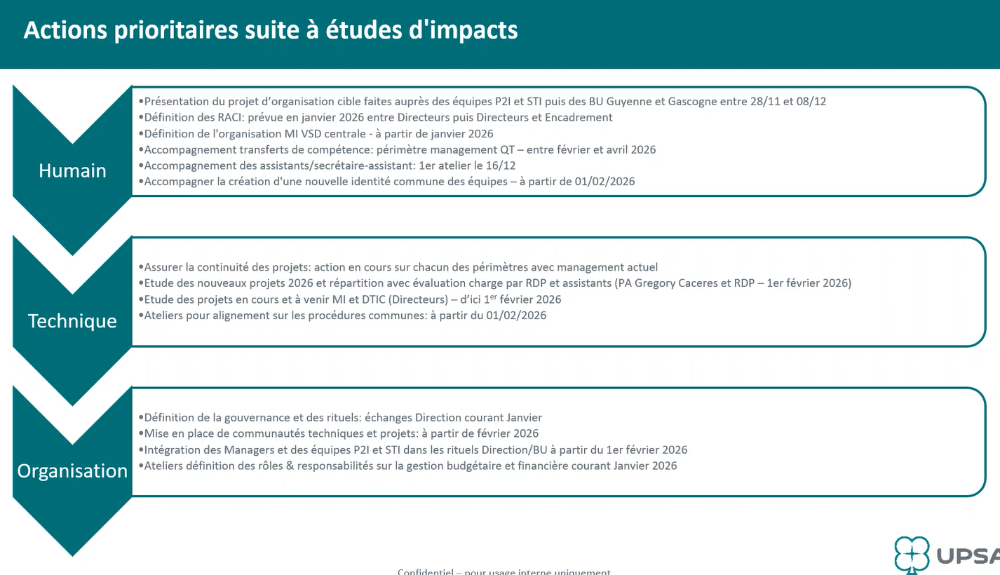 Actions prioritaires suite à études d'impacts
Humain
•Présentation du projet d’organisation cible faites auprès des équipes P2I et STI puis des BU Guyenne et Gascogne entre 28/11 et 08/12
•Définition des RACI: prévue en janvier 2026 entre Directeurs puis Directeurs et Encadrement
•Définition de l'organisation MI VSD centrale - à partir de janvier 2026
•Accompagnement transferts de compétence: périmètre management QT – entre février et avril 2026
•Accompagnement des assistants/secrétaire-assistant: 1er atelier le 16/12
•Accompagner la création d'une nouvelle identité commune des équipes – à partir de 01/02/2026
Technique
•Assurer la continuité des projets: action en cours sur chacun des périmètres avec management actuel
•Etude des nouveaux projets 2026 et répartition avec évaluation charge par RDP et assistants (PA Gregory Caceres et RDP – 1er février 2026)
•Etude des projets en cours et à venir MI et DTIC (Directeurs) – d’ici 1er février 2026
•Ateliers pour alignement sur les procédures communes: à partir du 01/02/2026
Organisation
•Définition de la gouvernance et des rituels: échanges Direction courant Janvier
•Mise en place de communautés techniques et projets: à partir de février 2026
•Intégration des Managers et des équipes P2I et STI dans les rituels Direction/BU à partir du 1er février 2026
•Ateliers définition des rôles & responsabilités sur la gestion budgétaire et financière courant Janvier 2026
UPSA
Confidentiel – pour usage interne uniquement